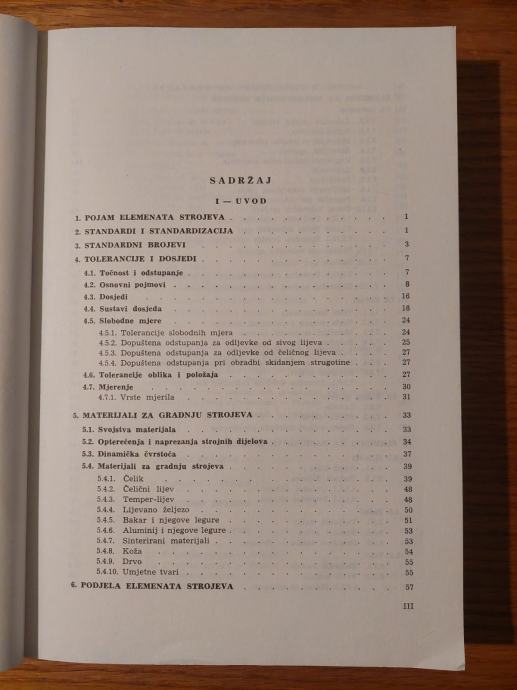 SADRŽAJ
I — UVOD
1. POJAM ELEMENATA STROJEVA . . . . . . . . . . . 1
2. STANDARDI I STANDARDIZACIJA . . . . . . . . . . . 1
3. STANDARDNI BROJEVI . . . . . . . . . . . 3
4. TOLERANCIJE I DOSJEDI . . . . . . . . . . . 7
4.1. Točnost i odstupanje . . . . . . . . . . . 7
4.2. Osnovni pojmovi . . . . . . . . . . . 8
4.3. Dosjedi . . . . . . . . . . . 16
4.4. Sustavi dosjeda . . . . . . . . . . . 18
4.5. Slobodne mjere . . . . . . . . . . . 24
4.5.1. Tolerancije slobodnih mjera . . . . . . . . . . 24
4.5.2. Dopuštena odstupanja za odljevke od sivog lijeva . . . . 25
4.5.3. Dopuštena odstupanja za odljevke od čeličnog lijeva . . . . 27
4.5.4. Dopuštena odstupanja pri obradbi skidanjem strugotine . . . . 27
4.6. Tolerancije oblika i položaja . . . . . . . . . . 27
4.7. Mjerenje . . . . . . . . . . . 30
4.7.1. Vrste mjerila . . . . . . . . . . . 31
5. MATERIJALI ZA GRADNJU STROJEVA . . . . . . . . . . 33
5.1. Svojstva materijala . . . . . . . . . . . 33
5.2. Opterećenja i naprezanja strojnih dijelova . . . . . . . 34
5.3. Dinamička čvrstoća . . . . . . . . . . . 37
5.4. Materijali za gradnju strojeva . . . . . . . . . . 39
5.4.1. Čelik . . . . . . . . . . . 39
5.4.2. Čelični lijev . . . . . . . . . . . 48
5.4.3. Temper-lijev . . . . . . . . . . . 48
5.4.4. Lijevano željezo . . . . . . . . . . . 50
5.4.5. Bakar i njegove legure . . . . . . . . . . 51
5.4.6. Aluminij i njegove legure . . . . . . . . . . 53
5.4.7. Sinterirani materijali . . . . . . . . . . 53
5.4.8. Koža . . . . . . . . . . . 54
5.4.9. Drvo . . . . . . . . . . . 55
5.4.10. Umjetne tvari . . . . . . . . . . . 55
6. PODJELA ELEMENATA STROJEVA . . . . . . . . . . 57
III